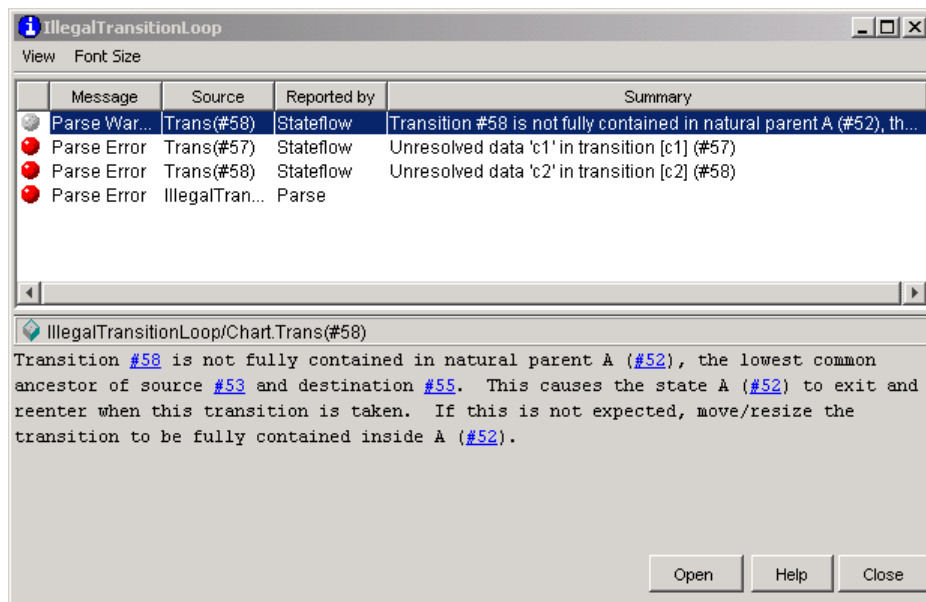 IllegalTransitionLoop
View Font Size
Message Source Reported by Summary
Parse War... Trans(#58) Stateflow Transition #58 is not fully contained in natural parent A (#52), th...
Parse Error Trans(#57) Stateflow Unresolved data 'c1' in transition [c1] (#57)
Parse Error Trans(#58) Stateflow Unresolved data 'c2' in transition [c2] (#58)
Parse Error IllegalTran... Parse
IllegalTransitionLoop/Chart.Trans(#58)
Transition #58 is not fully contained in natural parent A (#52), the lowest common
ancestor of source #53 and destination #55. This causes the state A (#52) to exit and
reenter when this transition is taken. If this is not expected, move/resize the
transition to be fully contained inside A (#52).
Open Help Close